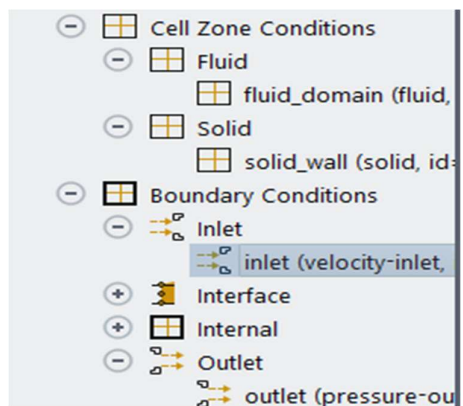 Cell Zone Conditions
Fluid
fluid_domain (fluid,
Solid
solid_wall (solid, id=
Boundary Conditions
Inlet
inlet (velocity-inlet,
Interface
Internal
Outlet
outlet (pressure-ou